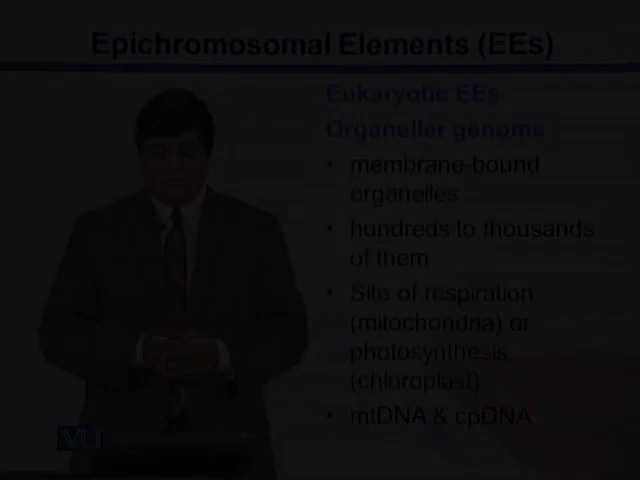 Epichromosomal Elements (EEs)
Eukaryotic EEs
Organeller genome
• membrane-bound
organelles
• hundreds to thousands
of them
• Site of respiration
(mitochondria) or
photosynthesis
(chloroplast)
• mtDNA & cpDNA
VU